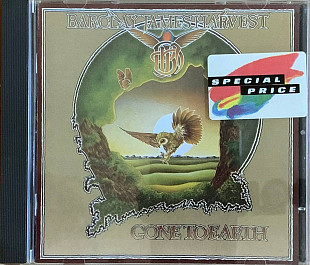 BARCLAY JAMES HARVEST
SPECIAL
PRICE
GONE TO EARTH